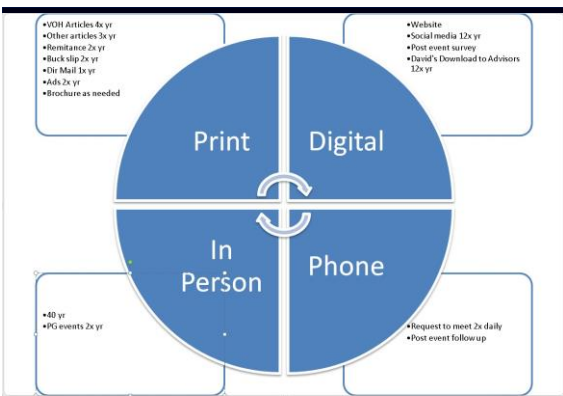 •VOH Articles 4x yr
•Other articles 3x yr
•Remitance 2x yr
•Buck slip 2x yr
•Dir Mail 1x yr
•Ads 2x yr
•Brochure as needed
•Website
•Social media 12x yr
•Post event survey
•David's Download to Advisors
12x yr
Print
Digital
In
Person
Phone
•40 yr
•PG events 2x yr
•Request to meet 2x daily
•Post event follow up